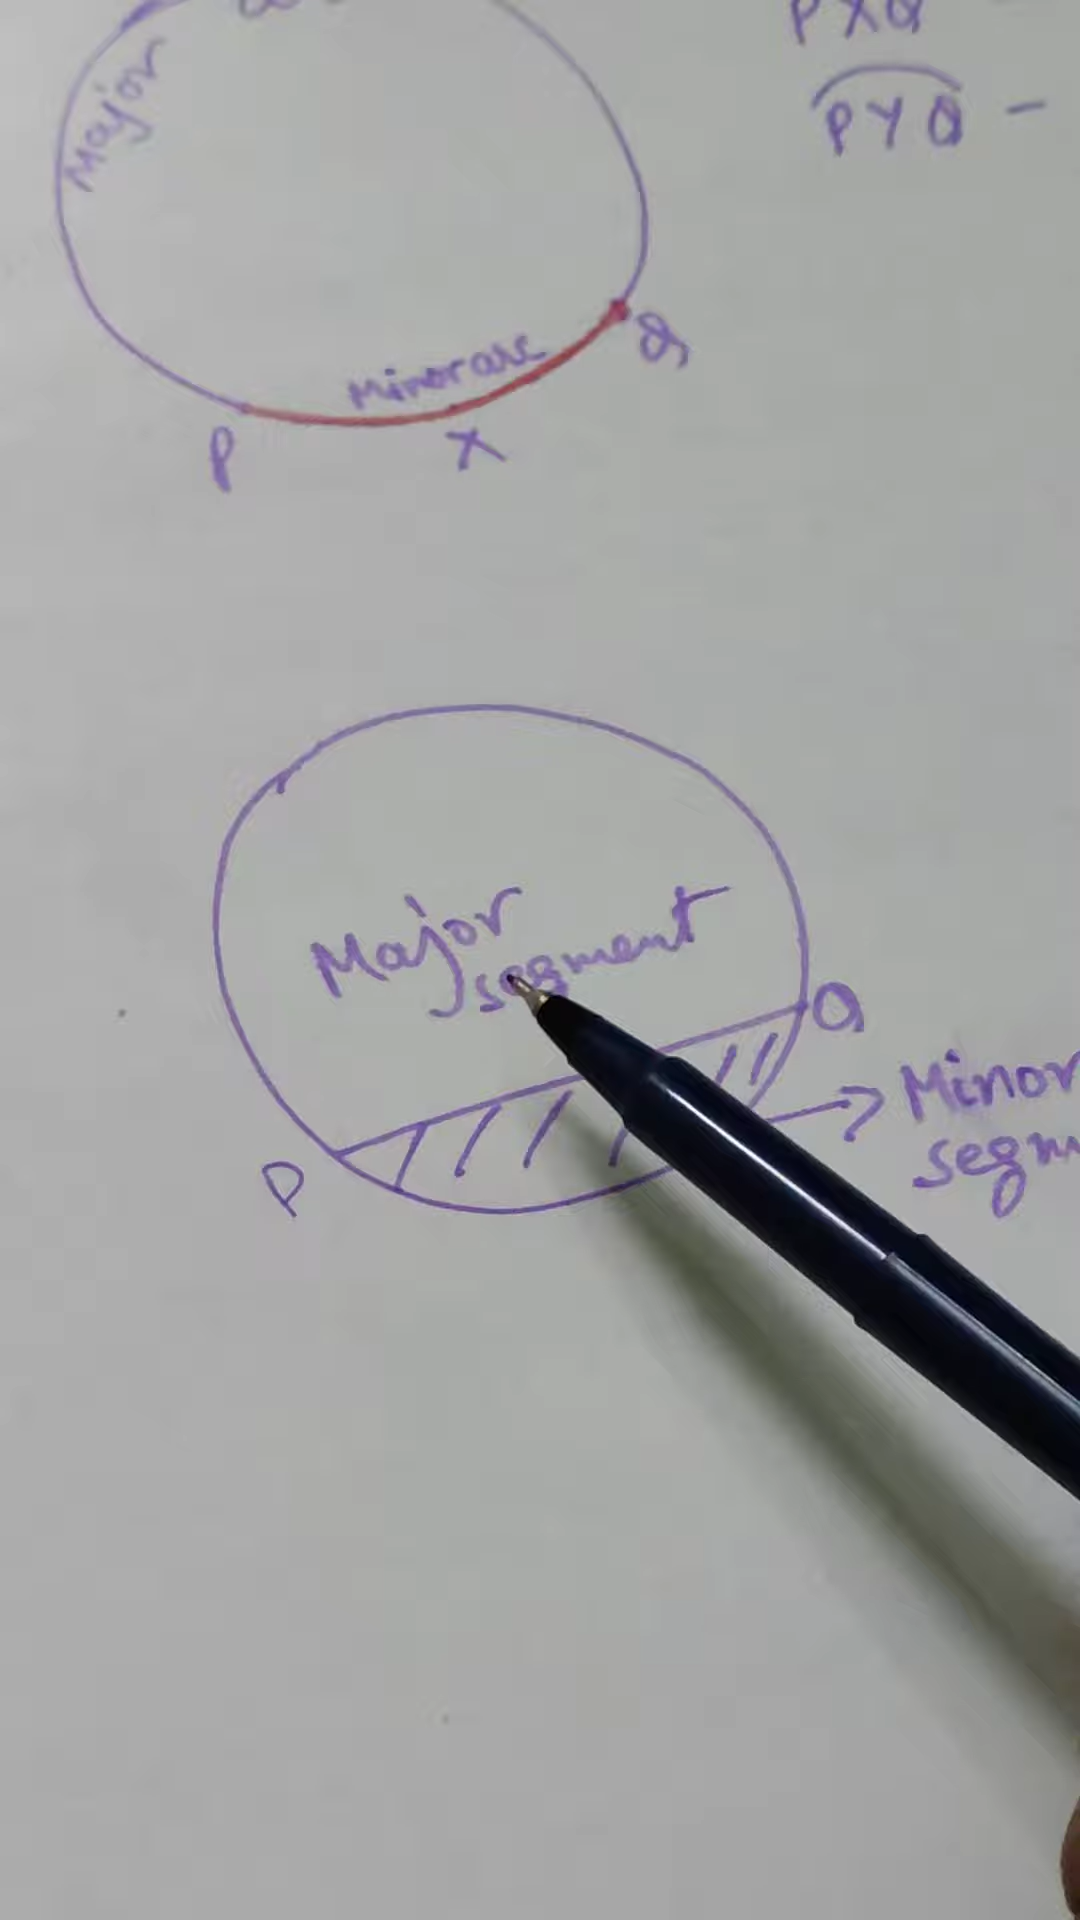 PXQ
PYQ -
Major
Minor arc
Q
P
X
Major
segment
Q
Minor
segm
P